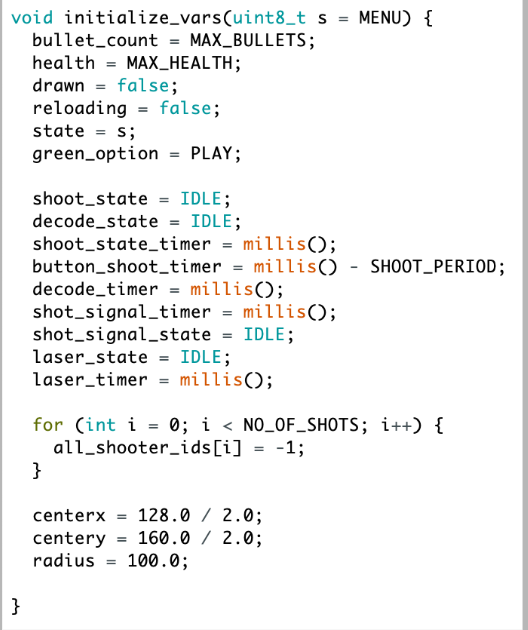 void initialize_vars(uint8_t s = MENU) {
  bullet_count = MAX_BULLETS;
  health = MAX_HEALTH;
  drawn = false;
  reloading = false;
  state = s;
  green_option = PLAY;

  shoot_state = IDLE;
  decode_state = IDLE;
  shoot_state_timer = millis();
  button_shoot_timer = millis() - SHOOT_PERIOD;
  decode_timer = millis();
  shot_signal_timer = millis();
  shot_signal_state = IDLE;
  laser_state = IDLE;
  laser_timer = millis();

  for (int i = 0; i < NO_OF_SHOTS; i++) {
    all_shooter_ids[i] = -1;
  }

  centerx = 128.0 / 2.0;
  centery = 160.0 / 2.0;
  radius = 100.0;

}